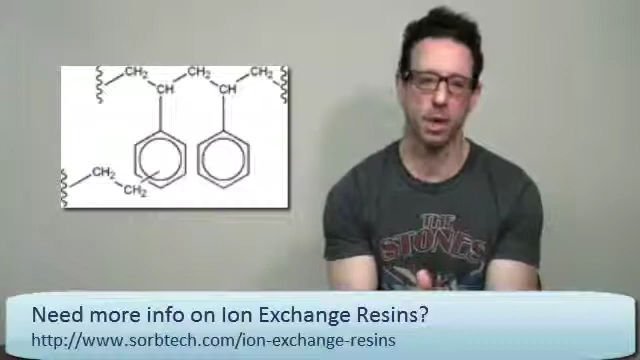 CH₂ CH₂ CH₂
CH CH
CH₂
CH₂
THE
STONES
Need more info on Ion Exchange Resins?
http://www.sorbtech.com/ion-exchange-resins